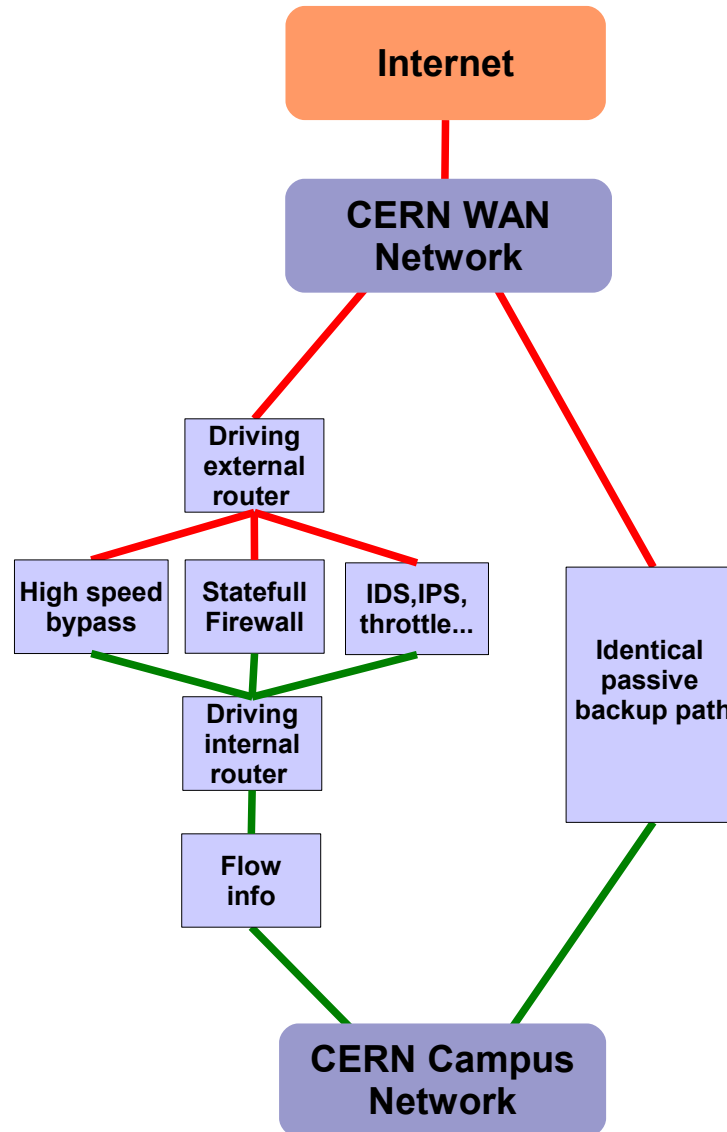 Internet
CERN WAN
Network
Driving
external
router
High speed
bypass
Statefull
Firewall
IDS,IPS,
throttle...
Identical
passive
backup path
Driving
internal
router
Flow
info
CERN Campus
Network